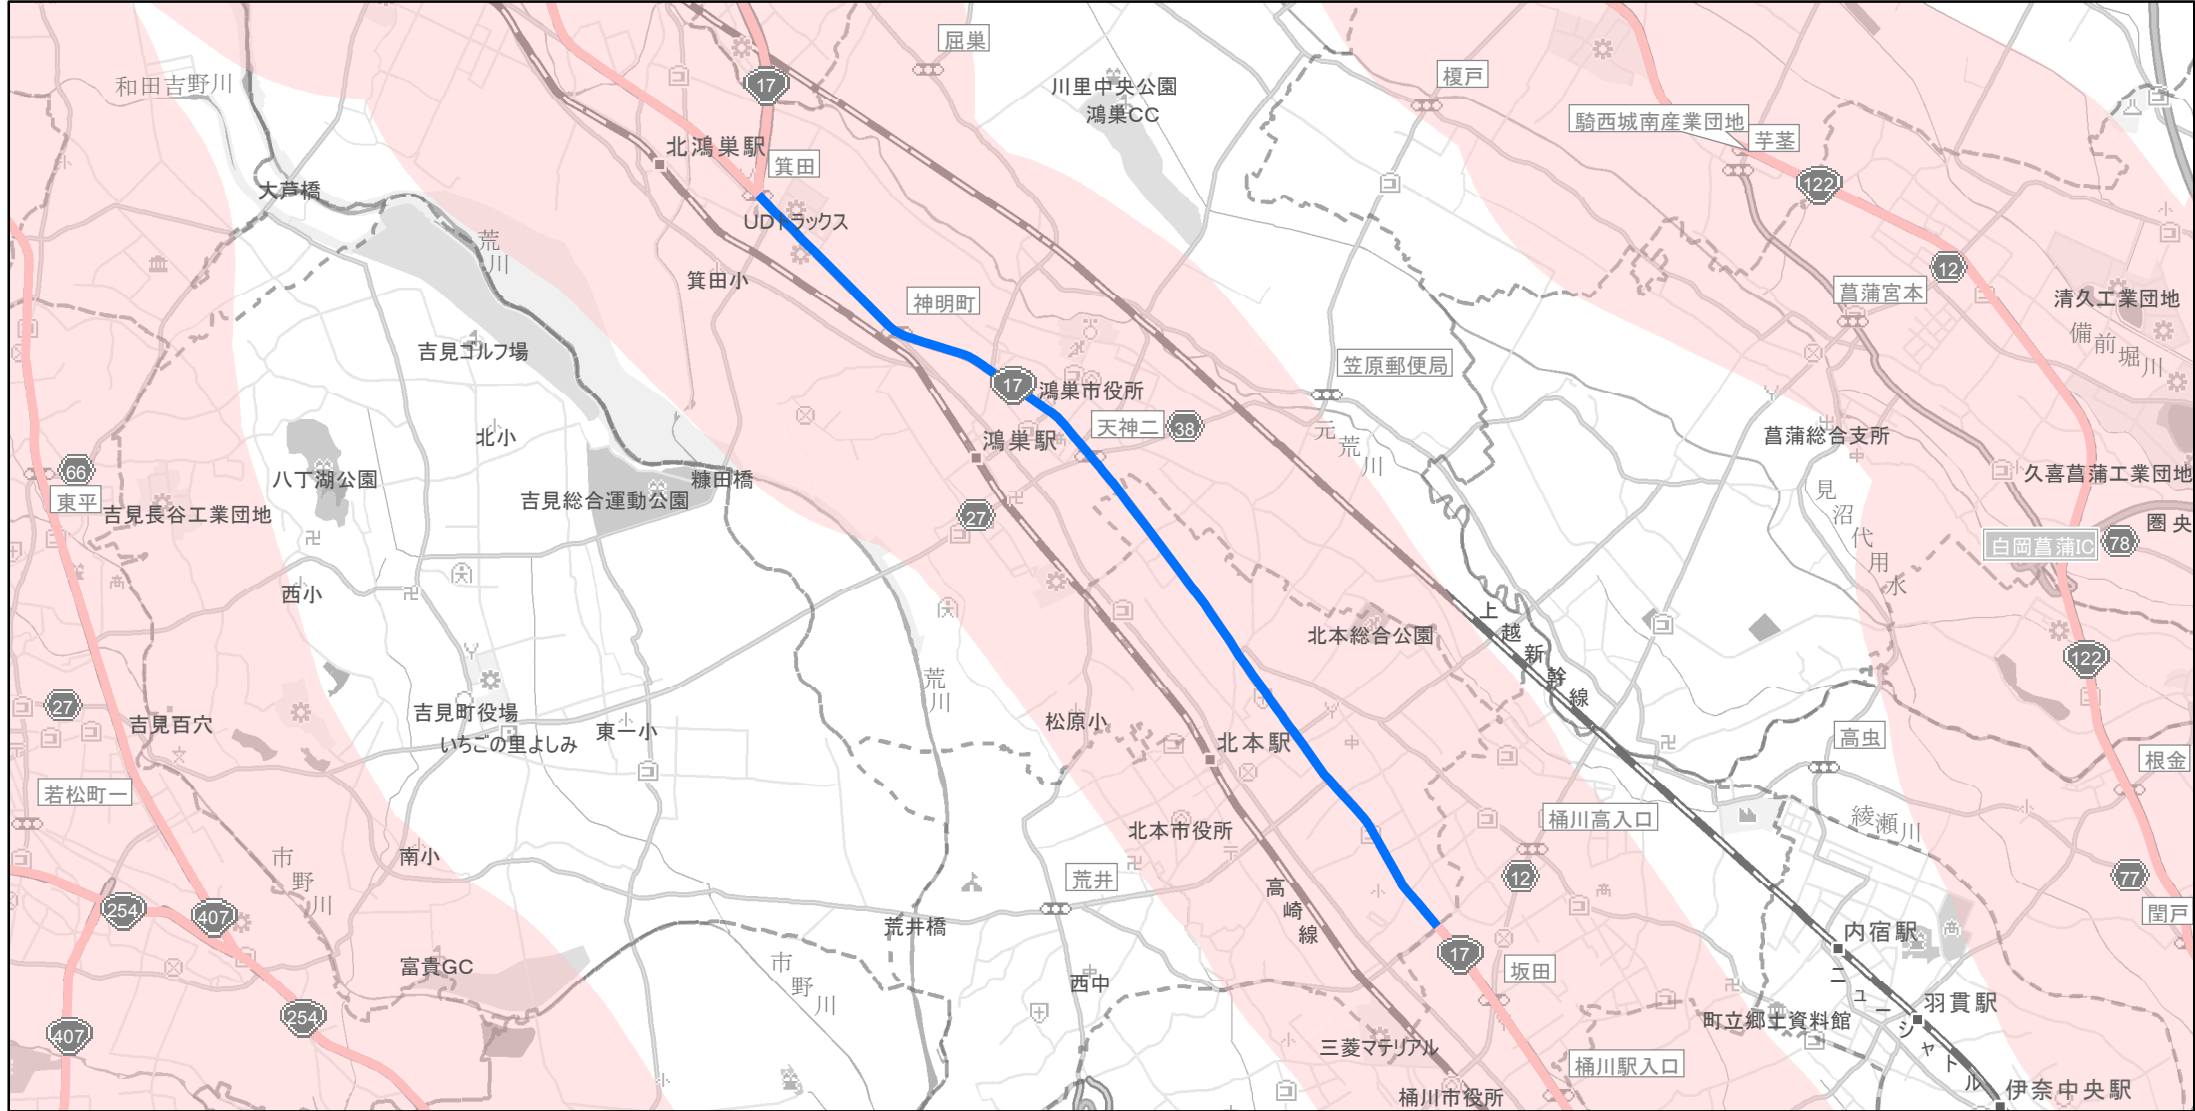 屈巣
17
川里中央公園
鴻巣CC
榎戸
和田吉野川
騎西城南産業団地
芋茎
北鴻巣駅
箕田
122
大芦橋
UDトラックス
荒川
箕田小
12
神明町
菖蒲宮本
清久工業団地
備前堀川
吉見ゴルフ場
笠原郵便局
17
鴻巣市役所
天神二
38
元荒川
北小
鴻巣駅
菖蒲総合支所
66
八丁湖公園
糠田橋
久喜菖蒲工業団地
東平
吉見長谷工業団地
吉見総合運動公園
27
見沼代用水
圏央
白岡菖蒲IC
78
西小
上越新幹線
北本総合公園
122
荒川
27
吉見百穴
吉見町役場
いちごの里よしみ
東一小
松原小
北本駅
高虫
根金
若松町一
桶川高入口
綾瀬川
北本市役所
南小
市野川
荒井
12
77
254
407
高崎線
閏戸
荒井橋
内宿駅
17
坂田
富貴GC
市野川
西中
ニューシャトル
羽貫駅
254
町立郷土資料館
407
三菱マテリアル
桶川駅入口
桶川市役所
伊奈中央駅